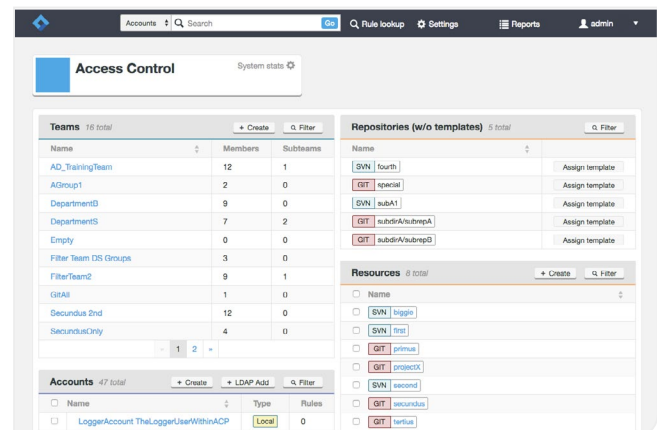 Accounts Search Go Rule lookup Settings Reports admin
Access Control System stats
Teams 16 total + Create Filter
Name Members Subteams
AD_TrainingTeam 12 1
AGroup1 2 0
DepartmentB 9 0
DepartmentS 7 2
Empty 0 0
Filter Team DS Groups 3 0
FilterTeam2 9 1
GitAll 1 0
Secundus 2nd 12 0
SecundusOnly 4 0
« 1 2 »
Accounts 47 total + Create + LDAP Add Filter
Name Type Rules
LoggerAccount TheLoggerUserWithinACP Local 0
Repositories (w/o templates) 5 total Filter
Name
SVN fourth Assign template
GIT special Assign template
SVN subA1 Assign template
GIT subdirA/subrepA Assign template
GIT subdirA/subrepB Assign template
Resources 8 total + Create Filter
Name
SVN biggie
SVN first
GIT primus
GIT projectX
SVN second
GIT secundus
GIT tertius